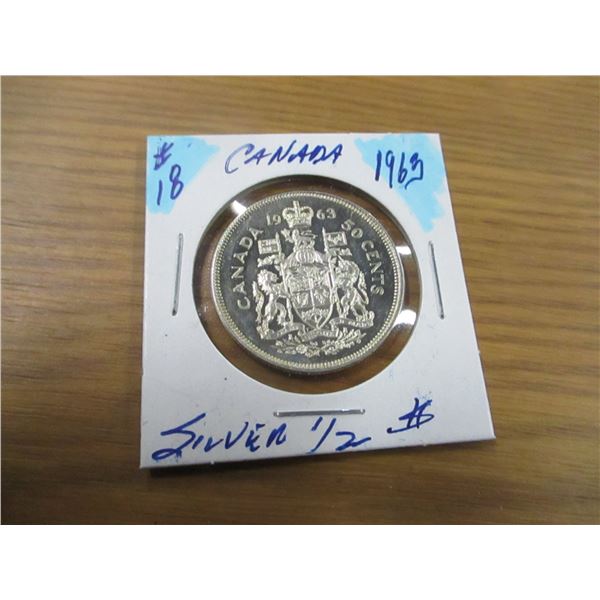 # 18
CANADA
1963
19 63
CANADA
50 CENTS
SILVER 1/2 $